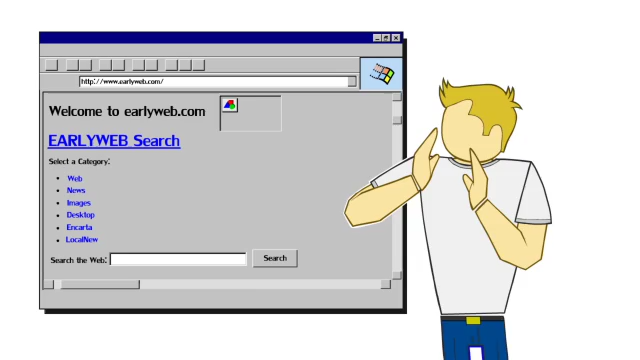 http://www.earlyweb.com/
Welcome to earlyweb.com
EARLYWEB Search
Select a Category:
Web
News
Images
Desktop
Encarta
LocalNew
Search the Web:
Search